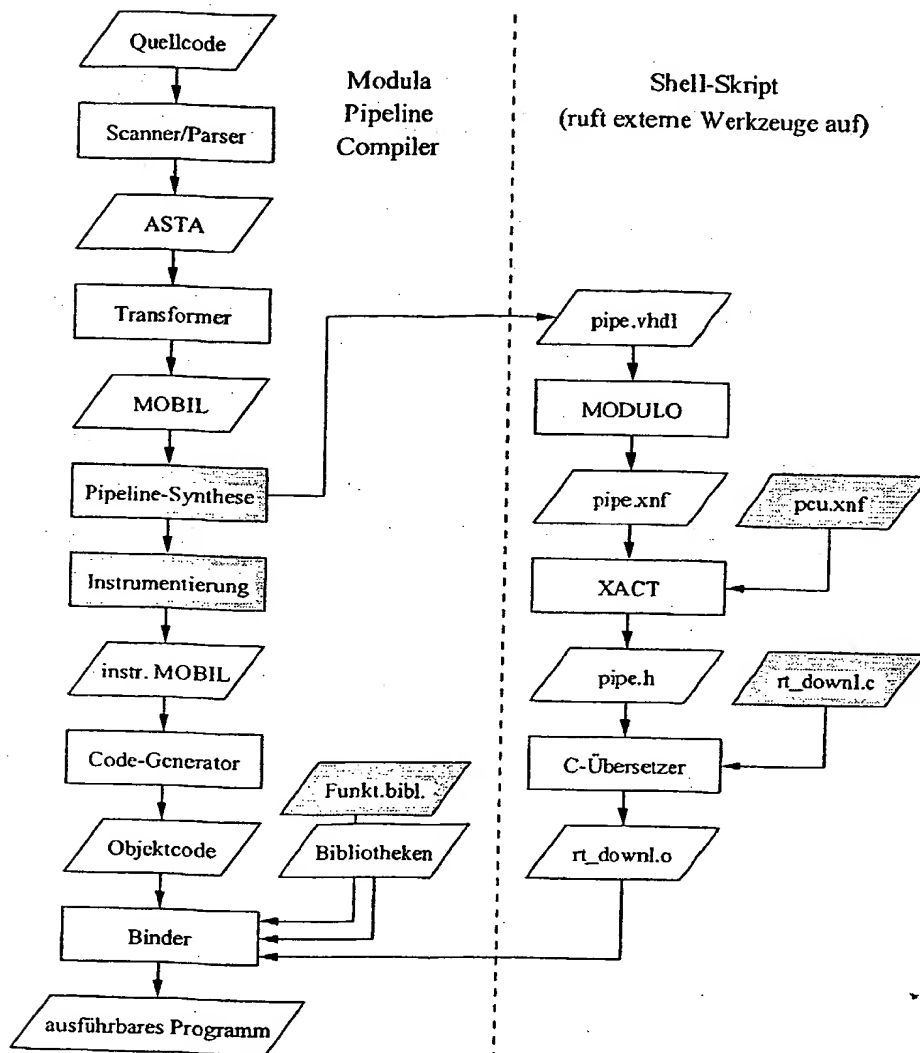 Quellcode
Modula
Pipeline
Compiler
Shell-Skript
(ruft externe Werkzeuge auf)
Scanner/Parser
ASTA
Transformer
pipe.vhdl
MOBIL
MODULO
Pipeline-Synthese
pipe.xnf
pcu.xnf
Instrumentierung
XACT
instr. MOBIL
pipe.h
rt_downl.c
Code-Generator
C-Übersetzer
Funkt.bibl.
Objektcode
Bibliotheken
rt_downl.o
Binder
ausführbares Programm